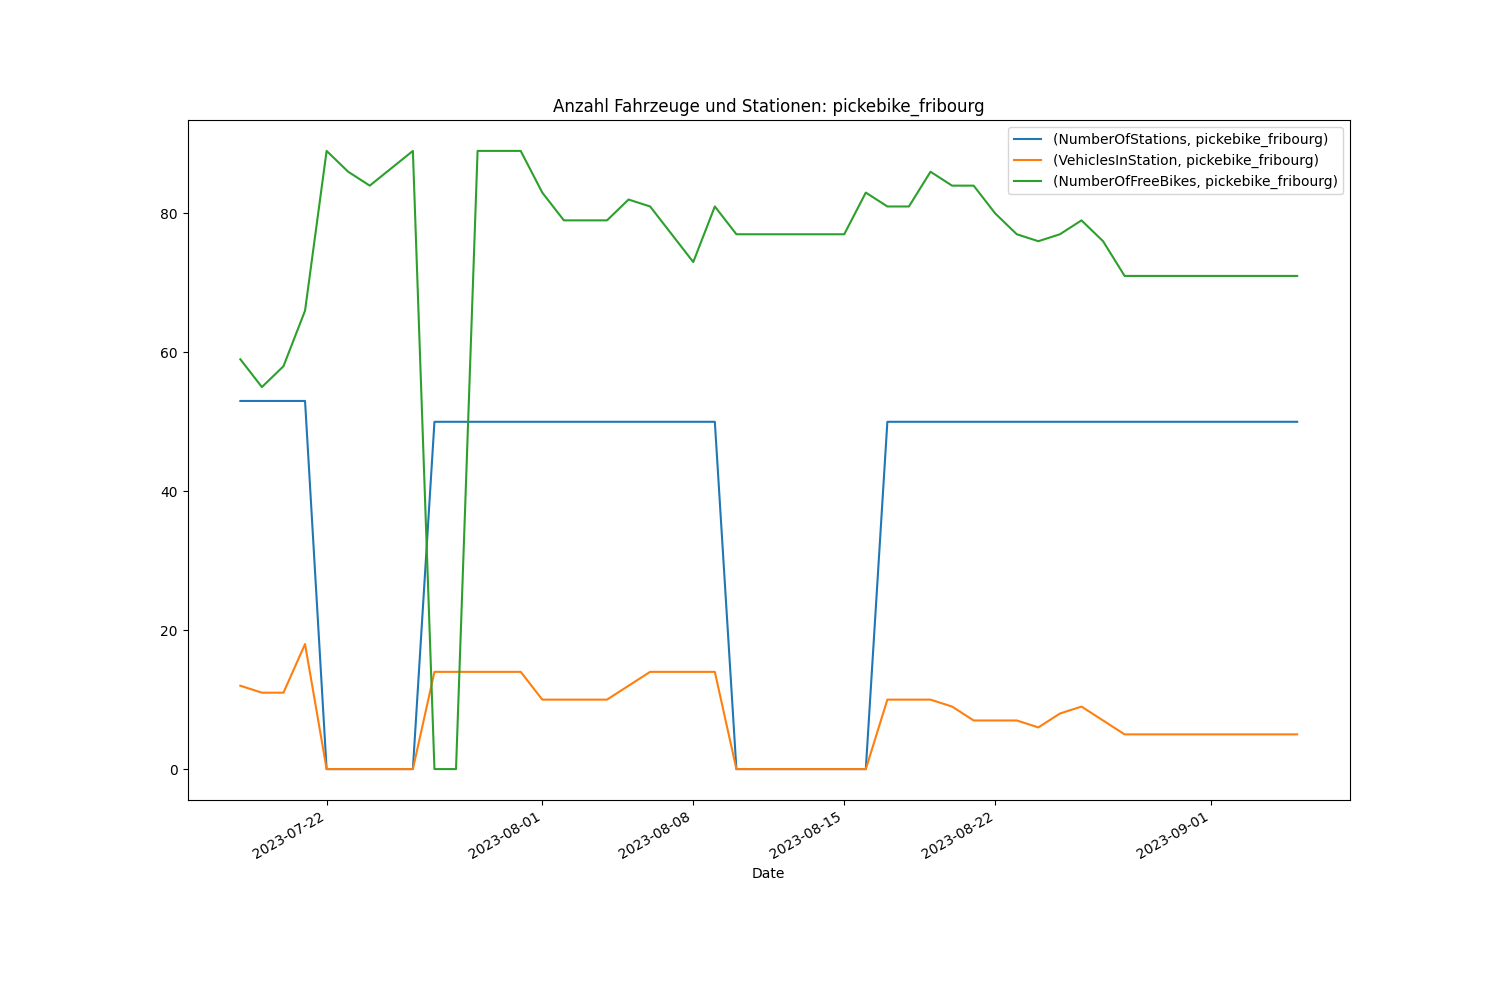 Anzahl Fahrzeuge und Stationen: pickebike_fribourg
(NumberOfStations, pickebike_fribourg)
(VehiclesInStation, pickebike_fribourg)
(NumberOfFreeBikes, pickebike_fribourg)
80
60
40
20
0
2023-07-22
2023-08-01
2023-08-08
2023-08-15
2023-08-22
2023-09-01
Date